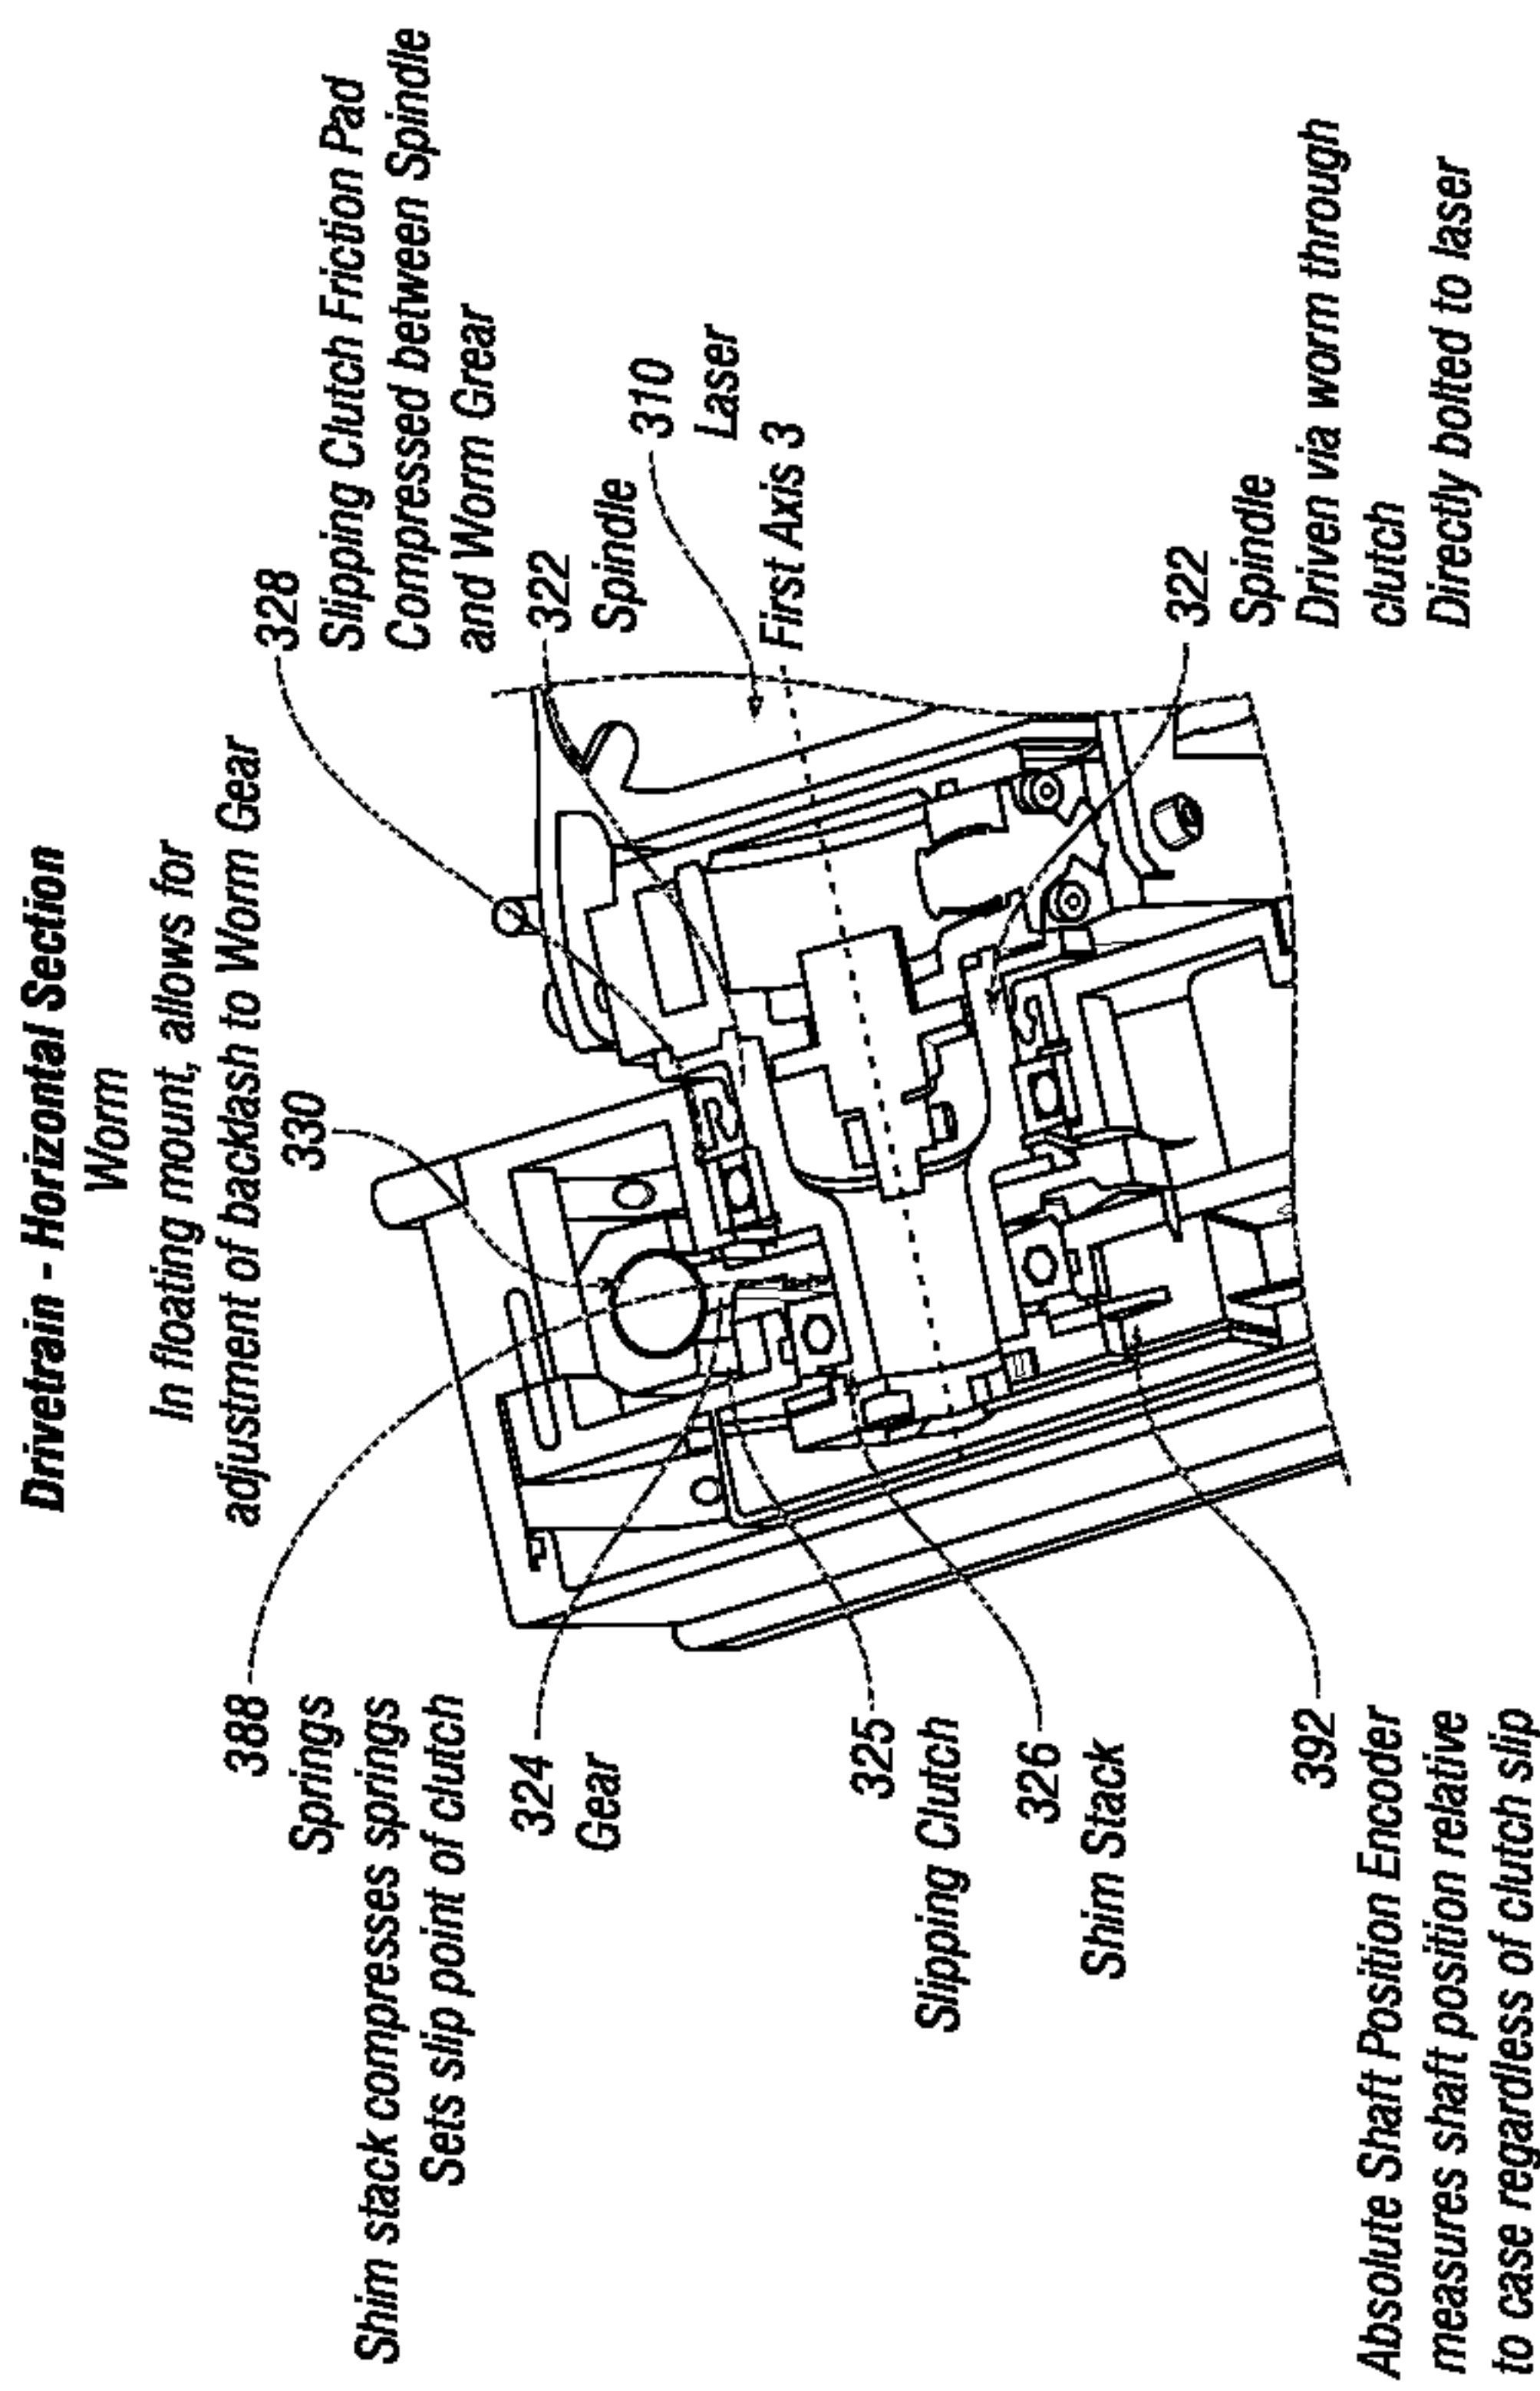 Drivetrain - Horizontal Section
Worm
In floating mount, allows for
adjustment of backlash to Worm Gear
330
328
Slipping Clutch Friction Pad
Compressed between Spindle
and Worm Grear
322
Spindle
310
Laser
First Axis 3
322
Spindle
Driven via worm through
clutch
Directly bolted to laser
388
Springs
Shim stack compresses springs
Sets slip point of clutch
324
Gear
325
Slipping Clutch
326
Shim Stack
392
Absolute Shaft Position Encoder
measures shaft position relative
to case regardless of clutch slip